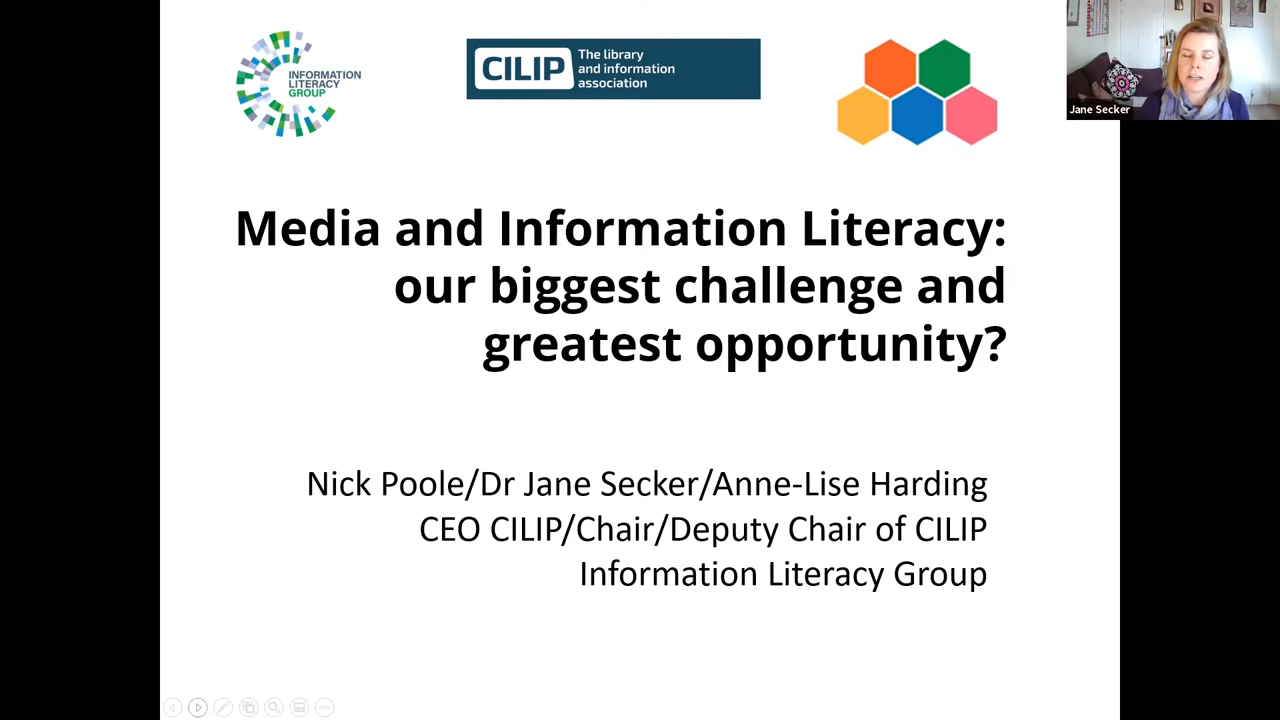 INFORMATION
LITERACY
GROUP
CILIP
The library
and information
association
Jane Secker
Media and Information Literacy:
our biggest challenge and
greatest opportunity?
Nick Poole/Dr Jane Secker/Anne-Lise Harding
CEO CILIP/Chair/Deputy Chair of CILIP
Information Literacy Group